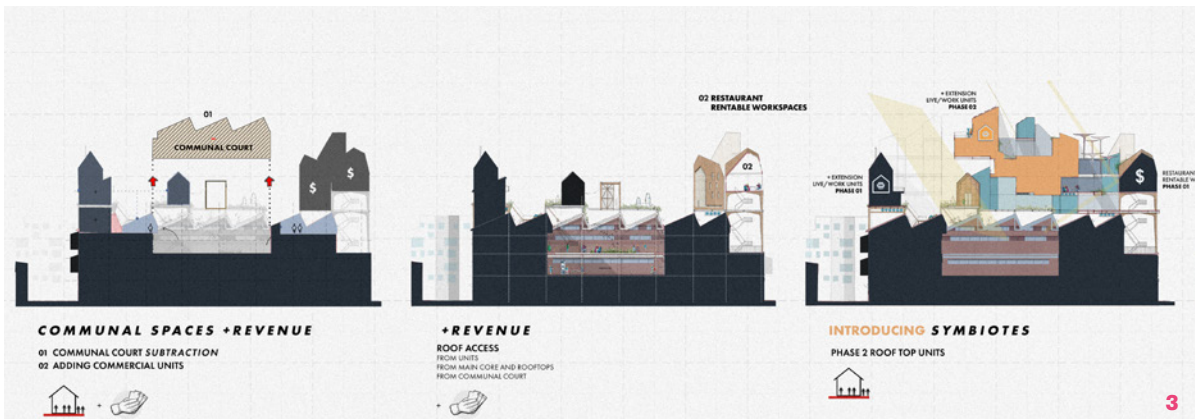 01
COMMUNAL COURT
$
$
COMMUNAL SPACES +REVENUE
01 COMMUNAL COURT SUBTRACTION
02 ADDING COMMERCIAL UNITS
+
02 RESTAURANT
RENTABLE WORKSPACES
02
+REVENUE
ROOF ACCESS
FROM UNITS
FROM MAIN CORE AND ROOFTOPS
FROM COMMUNAL COURT
+
+ EXTENSION
LIVE/WORK UNITS
PHASE 02
+ EXTENSION
LIVE/WORK UNITS
PHASE 01
$
RESTAURANT
RENTABLE W
PHASE 01
INTRODUCING SYMBIOTES
PHASE 2 ROOF TOP UNITS
3